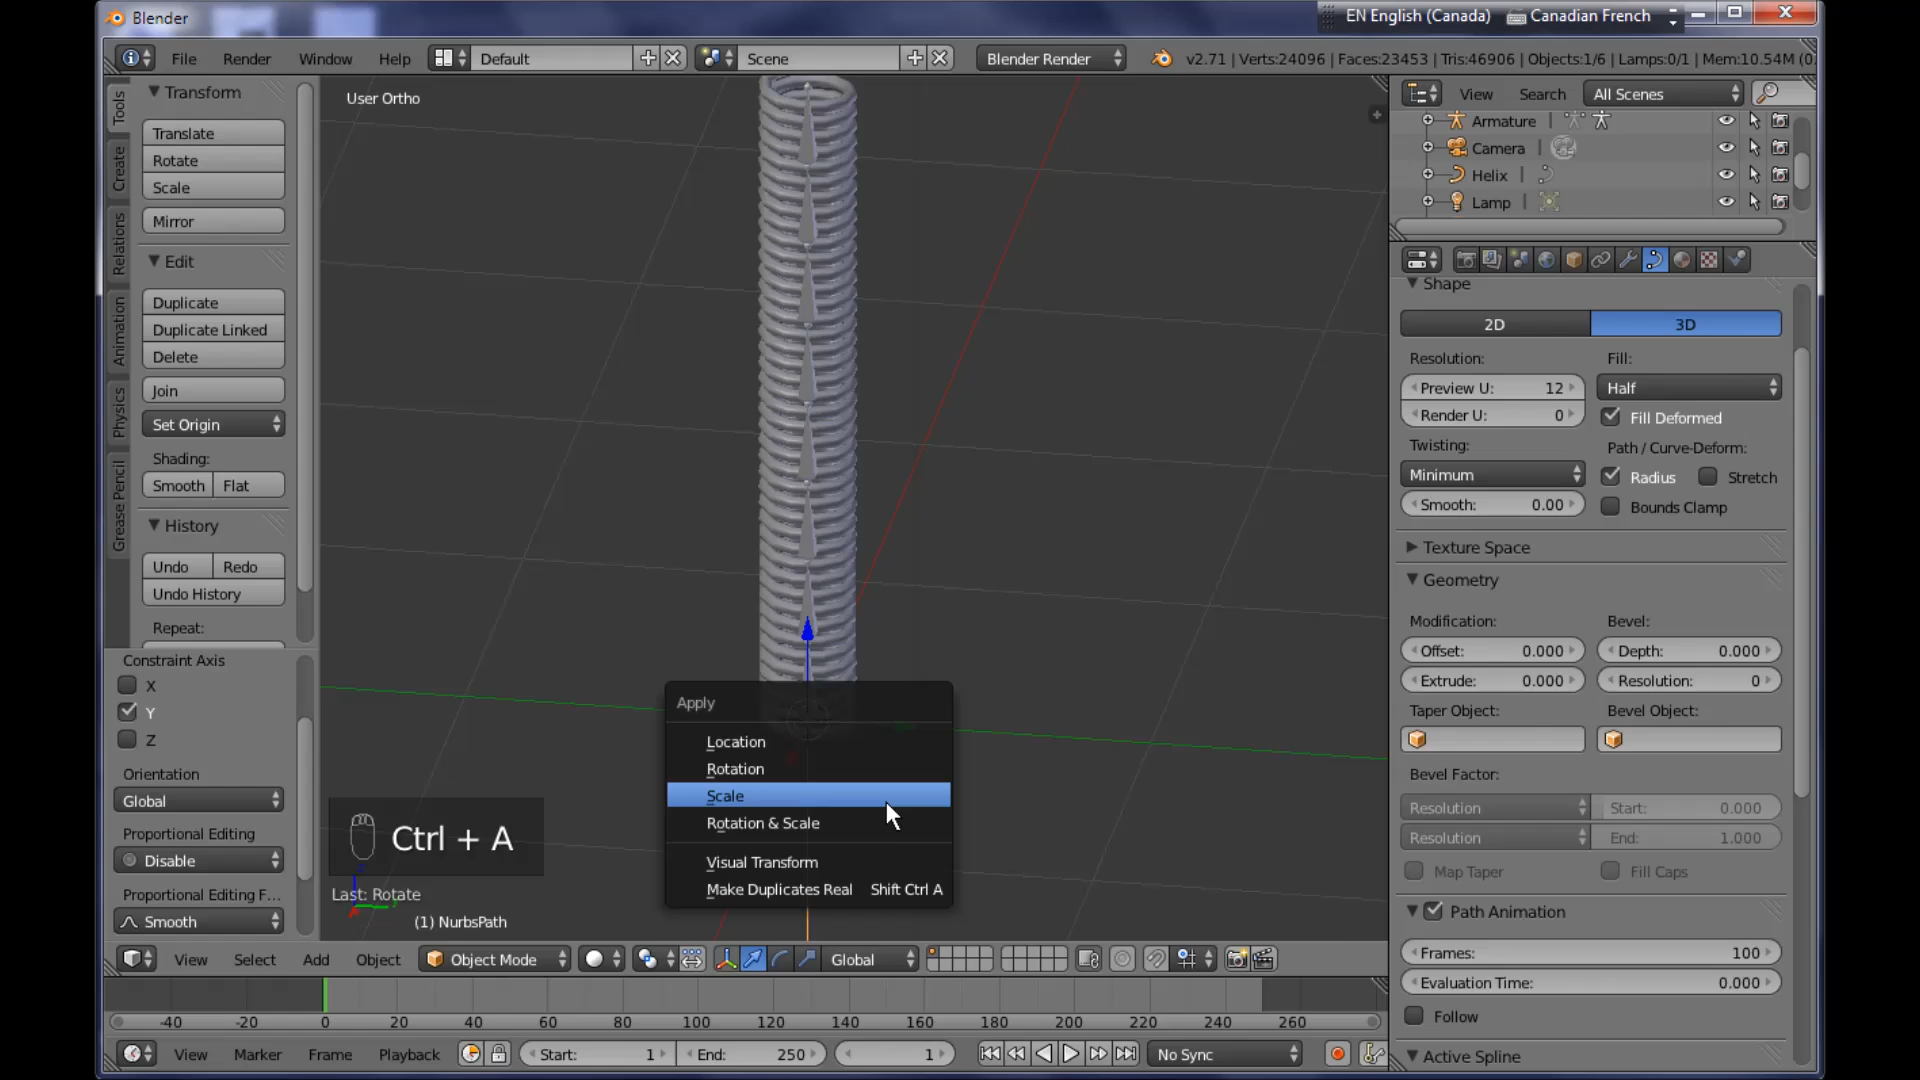 Blender
EN English (Canada)
Canadian French
File
Render
Window
Help
Default
Scene
Blender Render
v2.71 | Verts:24096 | Faces:23453 | Tris:46906 | Objects:1/6 | Lamps:0/1 | Mem:10.54M (0.
Tools
Create
Relations
Animation
Physics
Grease Pencil
Transform
Translate
Rotate
Scale
Mirror
Edit
Duplicate
Duplicate Linked
Delete
Join
Set Origin
Shading:
Smooth
Flat
History
Undo
Redo
Undo History
Repeat:
Constraint Axis
X
Y
Z
Orientation
Global
Proportional Editing
Disable
Proportional Editing F...
Smooth
User Ortho
Apply
Location
Rotation
Scale
Rotation & Scale
Visual Transform
Make Duplicates Real Shift Ctrl A
Ctrl + A
Last: Rotate
(1) NurbsPath
View
Select
Add
Object
Object Mode
Global
-40 -20 0 20 40 60 80 100 120 140 160 180 200 220 240 260
View
Marker
Frame
Playback
Start: 1
End: 250
1
No Sync
View
Search
All Scenes
Armature
Camera
Helix
Lamp
Shape
2D
3D
Resolution:
Fill:
Preview U: 12
Half
Render U: 0
Fill Deformed
Twisting:
Path / Curve-Deform:
Minimum
Radius
Stretch
Smooth: 0.00
Bounds Clamp
Texture Space
Geometry
Modification:
Bevel:
Offset: 0.000
Depth: 0.000
Extrude: 0.000
Resolution: 0
Taper Object:
Bevel Object:
Bevel Factor:
Resolution
Start: 0.000
Resolution
End: 1.000
Map Taper
Fill Caps
Path Animation
Frames: 100
Evaluation Time: 0.000
Follow
Active Spline